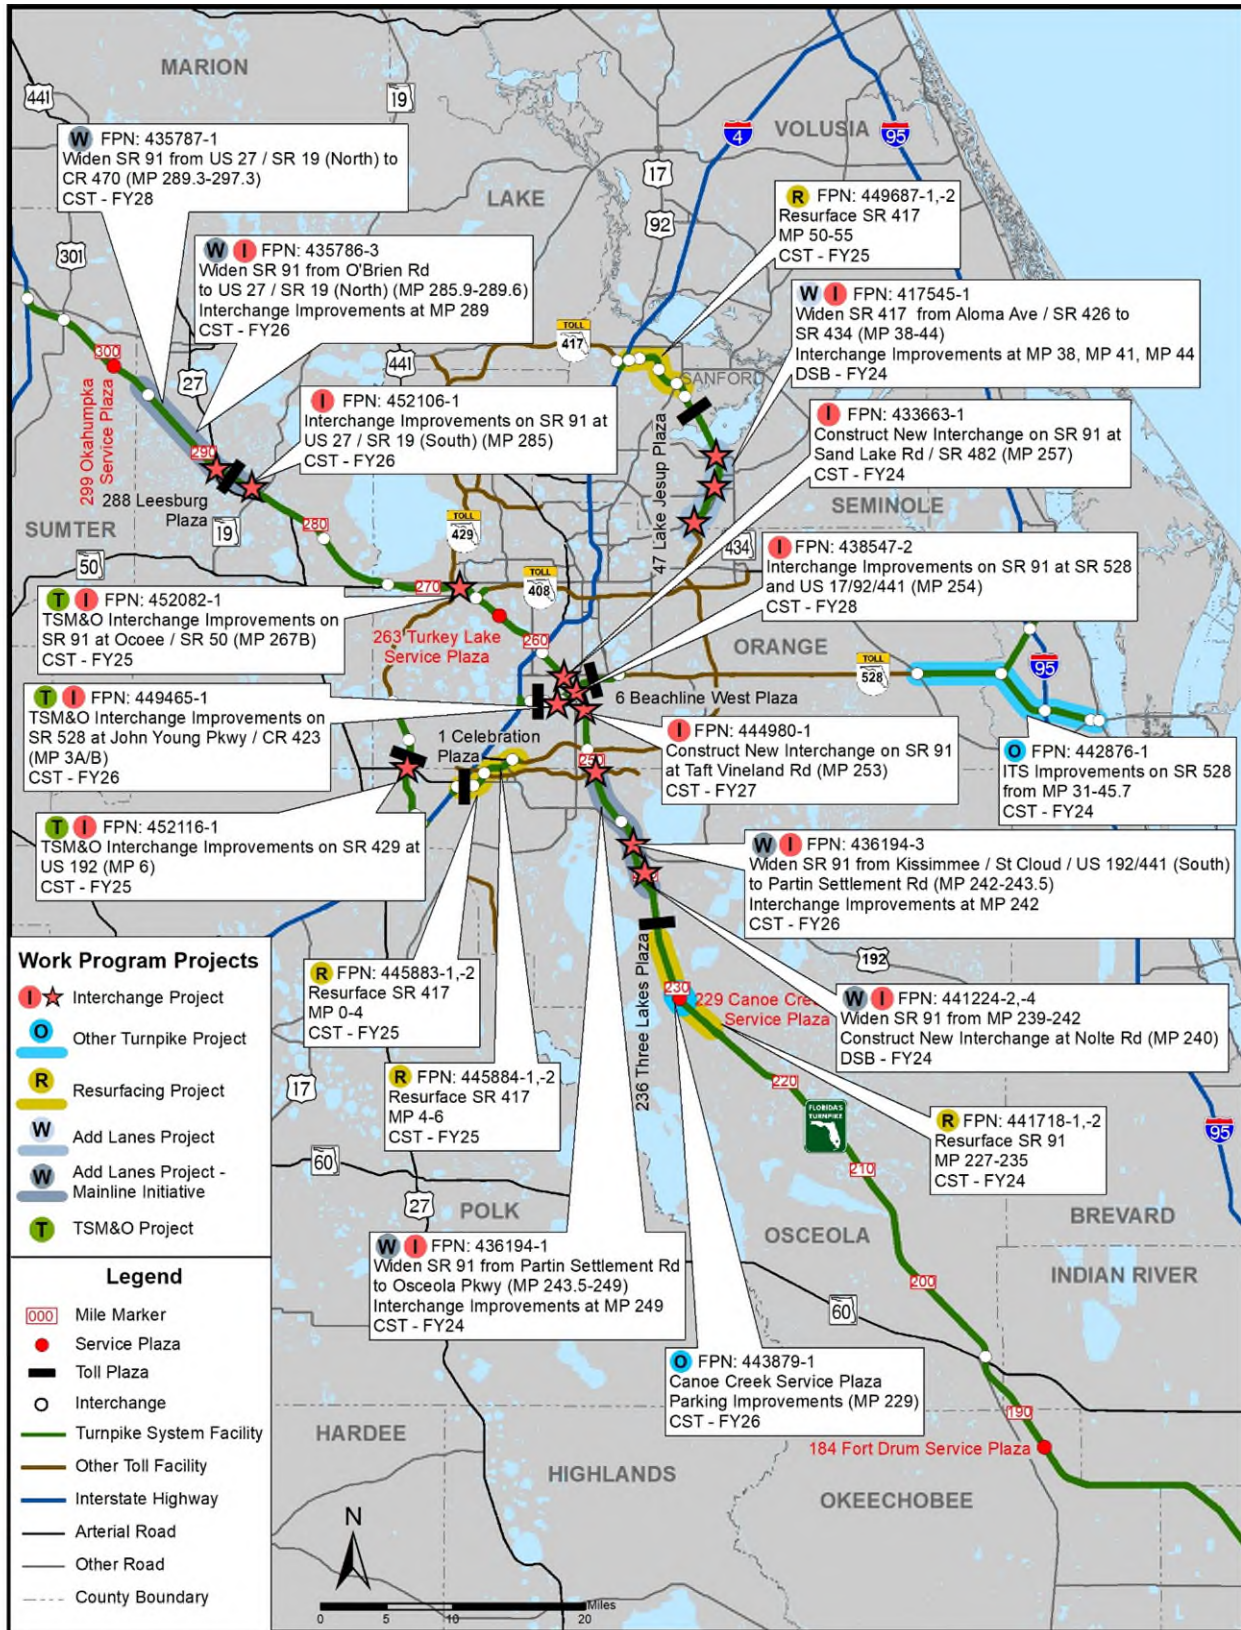 MARION
441
19
4
VOLUSIA
95
W FPN: 435787-1
Widen SR 91 from US 27 / SR 19 (North) to
CR 470 (MP 289.3-297.3)
CST - FY28
17
LAKE
92
R FPN: 449687-1,-2
Resurface SR 417
MP 50-55
CST - FY25
301
W I FPN: 435786-3
Widen SR 91 from O'Brien Rd
to US 27 / SR 19 (North) (MP 285.9-289.6)
Interchange Improvements at MP 289
CST - FY26
W I FPN: 417545-1
Widen SR 417 from Aloma Ave / SR 426 to
SR 434 (MP 38-44)
Interchange Improvements at MP 38, MP 41, MP 44
DSB - FY24
TOLL
417
300
441
27
SANFORD
299 Okahumpka
Service Plaza
I FPN: 452106-1
Interchange Improvements on SR 91 at
US 27 / SR 19 (South) (MP 285)
CST - FY26
I FPN: 433663-1
Construct New Interchange on SR 91 at
Sand Lake Rd / SR 482 (MP 257)
CST - FY24
290
288 Leesburg
Plaza
47 Lake Jesup Plaza
SEMINOLE
SUMTER
19
280
TOLL
429
434
50
I FPN: 438547-2
Interchange Improvements on SR 91 at SR 528
and US 17/92/441 (MP 254)
CST - FY28
270
TOLL
408
T I FPN: 452082-1
TSM&O Interchange Improvements on
SR 91 at Ocoee / SR 50 (MP 267B)
CST - FY25
263 Turkey Lake
Service Plaza
260
ORANGE
TOLL
528
95
6 Beachline West Plaza
T I FPN: 449465-1
TSM&O Interchange Improvements on
SR 528 at John Young Pkwy / CR 423
(MP 3A/B)
CST - FY26
1 Celebration
Plaza
I FPN: 444980-1
Construct New Interchange on SR 91
at Taft Vineland Rd (MP 253)
CST - FY27
250
O FPN: 442876-1
ITS Improvements on SR 528
from MP 31-45.7
CST - FY24
T I FPN: 452116-1
TSM&O Interchange Improvements on SR 429 at
US 192 (MP 6)
CST - FY25
W I FPN: 436194-3
Widen SR 91 from Kissimmee / St Cloud / US 192/441 (South)
to Partin Settlement Rd (MP 242-243.5)
Interchange Improvements at MP 242
CST - FY26
236 Three Lakes Plaza
192
R FPN: 445883-1,-2
Resurface SR 417
MP 0-4
CST - FY25
230
229 Canoe Creek
Service Plaza
W I FPN: 441224-2,-4
Widen SR 91 from MP 239-242
Construct New Interchange at Nolte Rd (MP 240)
DSB - FY24
R FPN: 445884-1,-2
Resurface SR 417
MP 4-6
CST - FY25
17
220
FLORIDA'S
TURNPIKE
R FPN: 441718-1,-2
Resurface SR 91
MP 227-235
CST - FY24
95
60
210
27
POLK
OSCEOLA
BREVARD
INDIAN RIVER
W I FPN: 436194-1
Widen SR 91 from Partin Settlement Rd
to Osceola Pkwy (MP 243.5-249)
Interchange Improvements at MP 249
CST - FY24
200
60
O FPN: 443879-1
Canoe Creek Service Plaza
Parking Improvements (MP 229)
CST - FY26
190
184 Fort Drum Service Plaza
HARDEE
HIGHLANDS
OKEECHOBEE
Work Program Projects
I Interchange Project
O Other Turnpike Project
R Resurfacing Project
W Add Lanes Project
W Add Lanes Project -
Mainline Initiative
T TSM&O Project
Legend
000 Mile Marker
Service Plaza
Toll Plaza
Interchange
Turnpike System Facility
Other Toll Facility
Interstate Highway
Arterial Road
Other Road
County Boundary
N
Miles
0 5 10 20